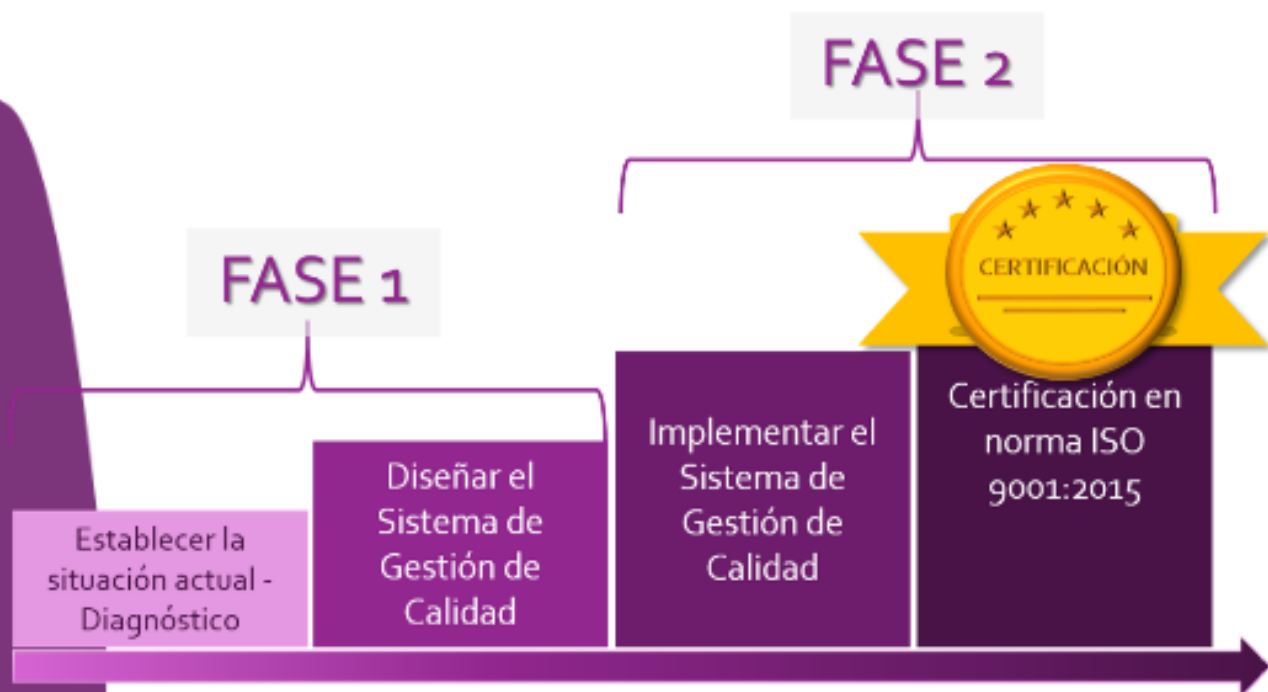 FASE 1
Establecer la
situación actual -
Diagnóstico
Diseñar el
Sistema de
Gestión de
Calidad
FASE 2
Implementar el
Sistema de
Gestión de
Calidad
CERTIFICACIÓN
Certificación en
norma ISO
9001:2015